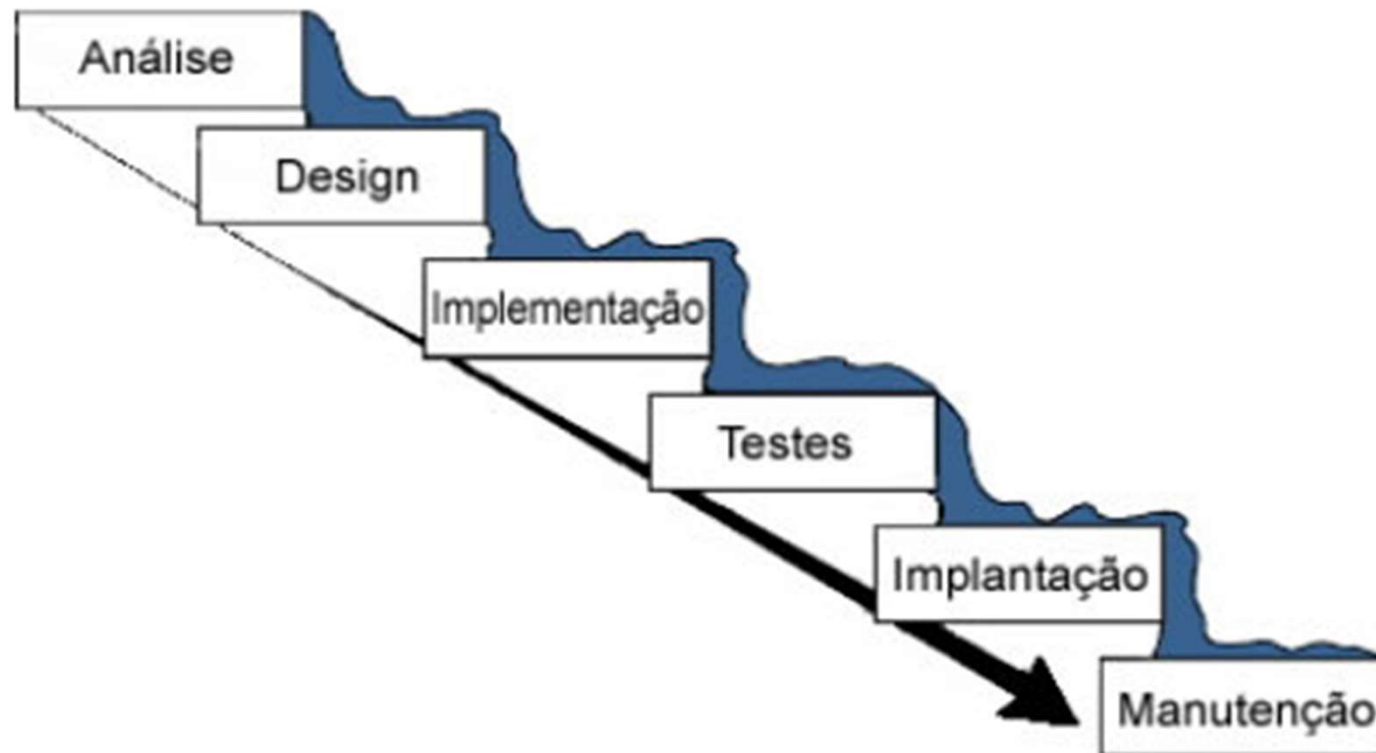 Análise
Design
Implementação
Testes
Implantação
Manutenção